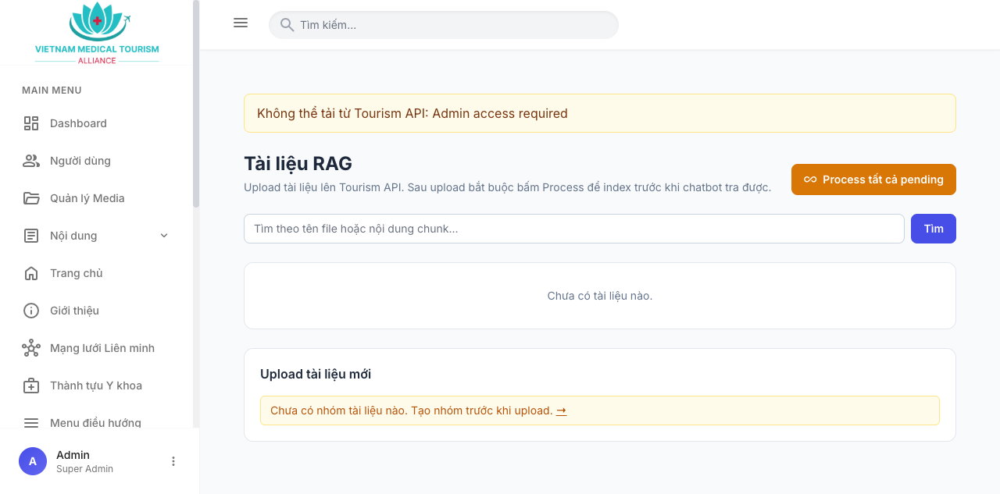 VIETNAM MEDICAL TOURISM
ALLIANCE
MAIN MENU
Dashboard
Người dùng
Quản lý Media
Nội dung
Trang chủ
Giới thiệu
Mạng lưới Liên minh
Thành tựu Y khoa
Menu điều hướng
A
Admin
Super Admin
Tìm kiếm...
Không thể tải từ Tourism API: Admin access required
Tài liệu RAG
Upload tài liệu lên Tourism API. Sau upload bắt buộc bấm Process để index trước khi chatbot tra được.
Process tất cả pending
Tìm theo tên file hoặc nội dung chunk...
Tìm
Chưa có tài liệu nào.
Upload tài liệu mới
Chưa có nhóm tài liệu nào. Tạo nhóm trước khi upload. →